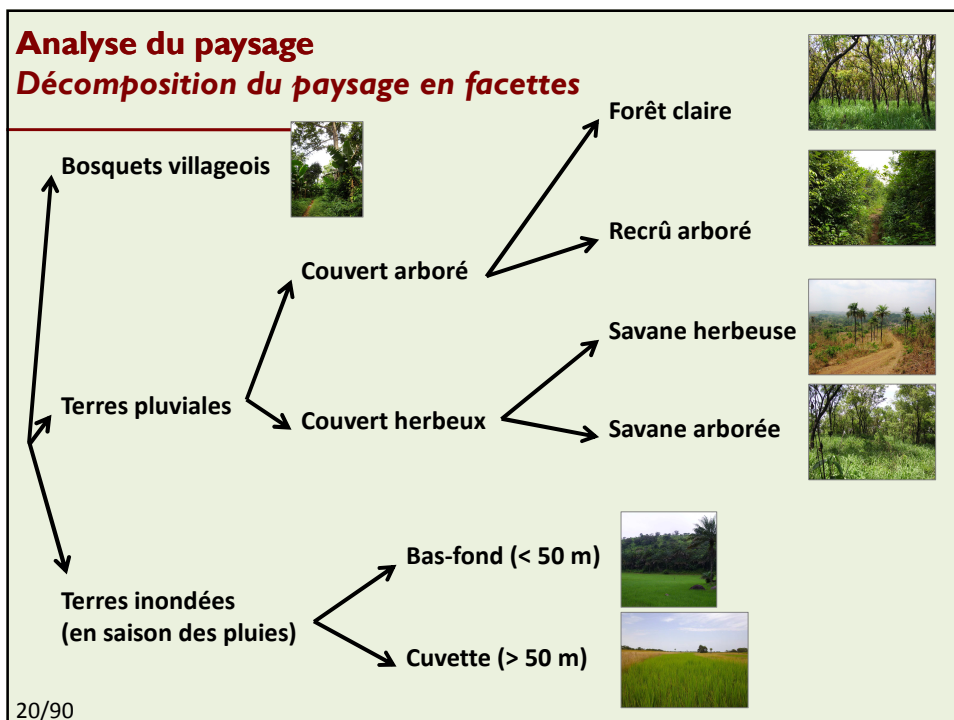 Analyse du paysage
Décomposition du paysage en facettes
Bosquets villageois
Terres pluviales
Terres inondées
(en saison des pluies)
Couvert arboré
Couvert herbeux
Forêt claire
Recrû arboré
Savane herbeuse
Savane arborée
Bas-fond (< 50 m)
Cuvette (> 50 m)
20/90